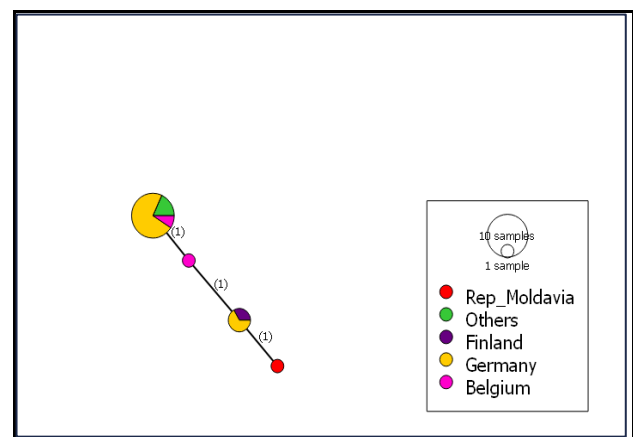 (1)
(1)
(1)
10 samples
1 sample
Rep_Moldavia
Others
Finland
Germany
Belgium